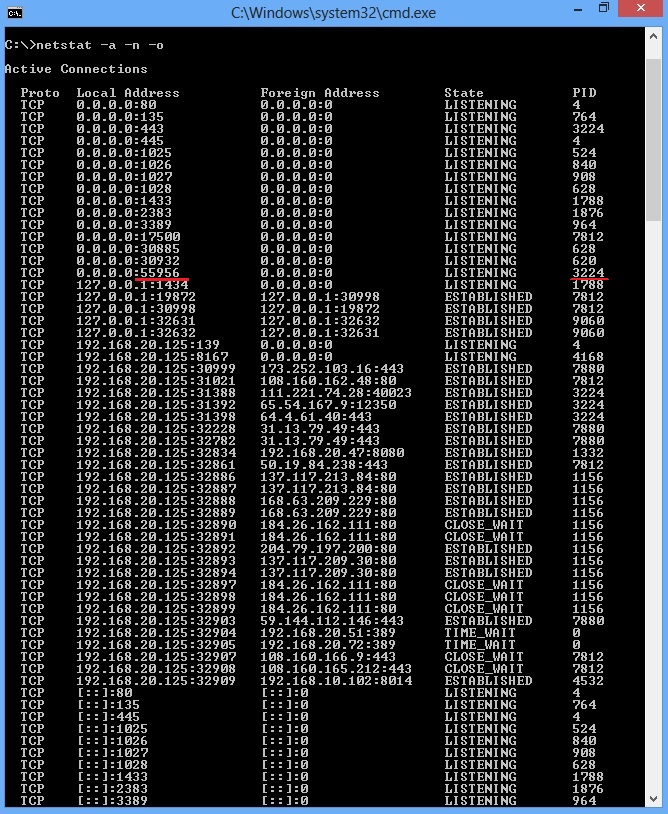 C:\Windows\system32\cmd.exe
C:\>netstat -a -n -o
Active Connections
Proto Local Address Foreign Address State PID
TCP 0.0.0.0:80 0.0.0.0:0 LISTENING 4
TCP 0.0.0.0:135 0.0.0.0:0 LISTENING 764
TCP 0.0.0.0:443 0.0.0.0:0 LISTENING 3224
TCP 0.0.0.0:445 0.0.0.0:0 LISTENING 4
TCP 0.0.0.0:1025 0.0.0.0:0 LISTENING 524
TCP 0.0.0.0:1026 0.0.0.0:0 LISTENING 840
TCP 0.0.0.0:1027 0.0.0.0:0 LISTENING 908
TCP 0.0.0.0:1028 0.0.0.0:0 LISTENING 628
TCP 0.0.0.0:1433 0.0.0.0:0 LISTENING 1788
TCP 0.0.0.0:2383 0.0.0.0:0 LISTENING 1876
TCP 0.0.0.0:3389 0.0.0.0:0 LISTENING 964
TCP 0.0.0.0:17500 0.0.0.0:0 LISTENING 7812
TCP 0.0.0.0:30885 0.0.0.0:0 LISTENING 628
TCP 0.0.0.0:30932 0.0.0.0:0 LISTENING 620
TCP 0.0.0.0:55956 0.0.0.0:0 LISTENING 3224
TCP 127.0.0.1:1434 0.0.0.0:0 LISTENING 1788
TCP 127.0.0.1:19872 127.0.0.1:30998 ESTABLISHED 7812
TCP 127.0.0.1:30998 127.0.0.1:19872 ESTABLISHED 7812
TCP 127.0.0.1:32631 127.0.0.1:32632 ESTABLISHED 9060
TCP 127.0.0.1:32632 127.0.0.1:32631 ESTABLISHED 9060
TCP 192.168.20.125:139 0.0.0.0:0 LISTENING 4
TCP 192.168.20.125:8167 0.0.0.0:0 LISTENING 4168
TCP 192.168.20.125:30999 173.252.103.16:443 ESTABLISHED 7880
TCP 192.168.20.125:31021 108.160.162.48:80 ESTABLISHED 7812
TCP 192.168.20.125:31388 111.221.74.28:40023 ESTABLISHED 3224
TCP 192.168.20.125:31392 65.54.167.9:12350 ESTABLISHED 3224
TCP 192.168.20.125:31398 64.4.61.40:443 ESTABLISHED 3224
TCP 192.168.20.125:32228 31.13.79.49:443 ESTABLISHED 7880
TCP 192.168.20.125:32782 31.13.79.49:443 ESTABLISHED 7880
TCP 192.168.20.125:32834 192.168.20.47:8080 ESTABLISHED 1332
TCP 192.168.20.125:32861 50.19.84.238:443 ESTABLISHED 7812
TCP 192.168.20.125:32886 137.117.213.84:80 ESTABLISHED 1156
TCP 192.168.20.125:32887 137.117.213.84:80 ESTABLISHED 1156
TCP 192.168.20.125:32888 168.63.209.229:80 ESTABLISHED 1156
TCP 192.168.20.125:32889 168.63.209.229:80 ESTABLISHED 1156
TCP 192.168.20.125:32890 184.26.162.111:80 CLOSE_WAIT 1156
TCP 192.168.20.125:32891 184.26.162.111:80 CLOSE_WAIT 1156
TCP 192.168.20.125:32892 204.79.197.200:80 ESTABLISHED 1156
TCP 192.168.20.125:32893 137.117.209.30:80 ESTABLISHED 1156
TCP 192.168.20.125:32894 137.117.209.30:80 ESTABLISHED 1156
TCP 192.168.20.125:32897 184.26.162.111:80 CLOSE_WAIT 1156
TCP 192.168.20.125:32898 184.26.162.111:80 CLOSE_WAIT 1156
TCP 192.168.20.125:32899 184.26.162.111:80 CLOSE_WAIT 1156
TCP 192.168.20.125:32903 59.144.112.146:443 ESTABLISHED 7880
TCP 192.168.20.125:32904 192.168.20.51:389 TIME_WAIT 0
TCP 192.168.20.125:32905 192.168.20.72:389 TIME_WAIT 0
TCP 192.168.20.125:32907 108.160.166.9:443 CLOSE_WAIT 7812
TCP 192.168.20.125:32908 108.160.165.212:443 CLOSE_WAIT 7812
TCP 192.168.20.125:32909 192.168.10.102:8014 ESTABLISHED 4532
TCP [::]:80 [::]:0 LISTENING 4
TCP [::]:135 [::]:0 LISTENING 764
TCP [::]:445 [::]:0 LISTENING 4
TCP [::]:1025 [::]:0 LISTENING 524
TCP [::]:1026 [::]:0 LISTENING 840
TCP [::]:1027 [::]:0 LISTENING 908
TCP [::]:1028 [::]:0 LISTENING 628
TCP [::]:1433 [::]:0 LISTENING 1788
TCP [::]:2383 [::]:0 LISTENING 1876
TCP [::]:3389 [::]:0 LISTENING 964